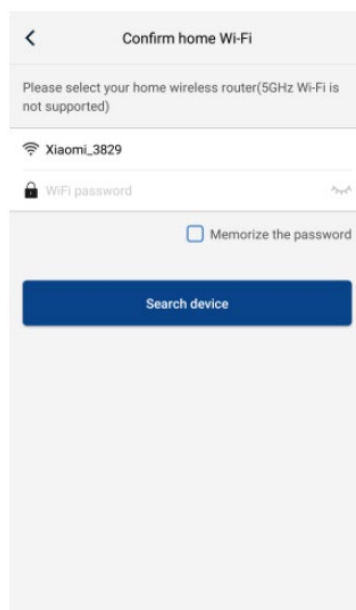 Confirm home Wi-Fi
Please select your home wireless router(5GHz Wi-Fi is
not supported)
Xiaomi_3829
WiFi password
Memorize the password
Search device